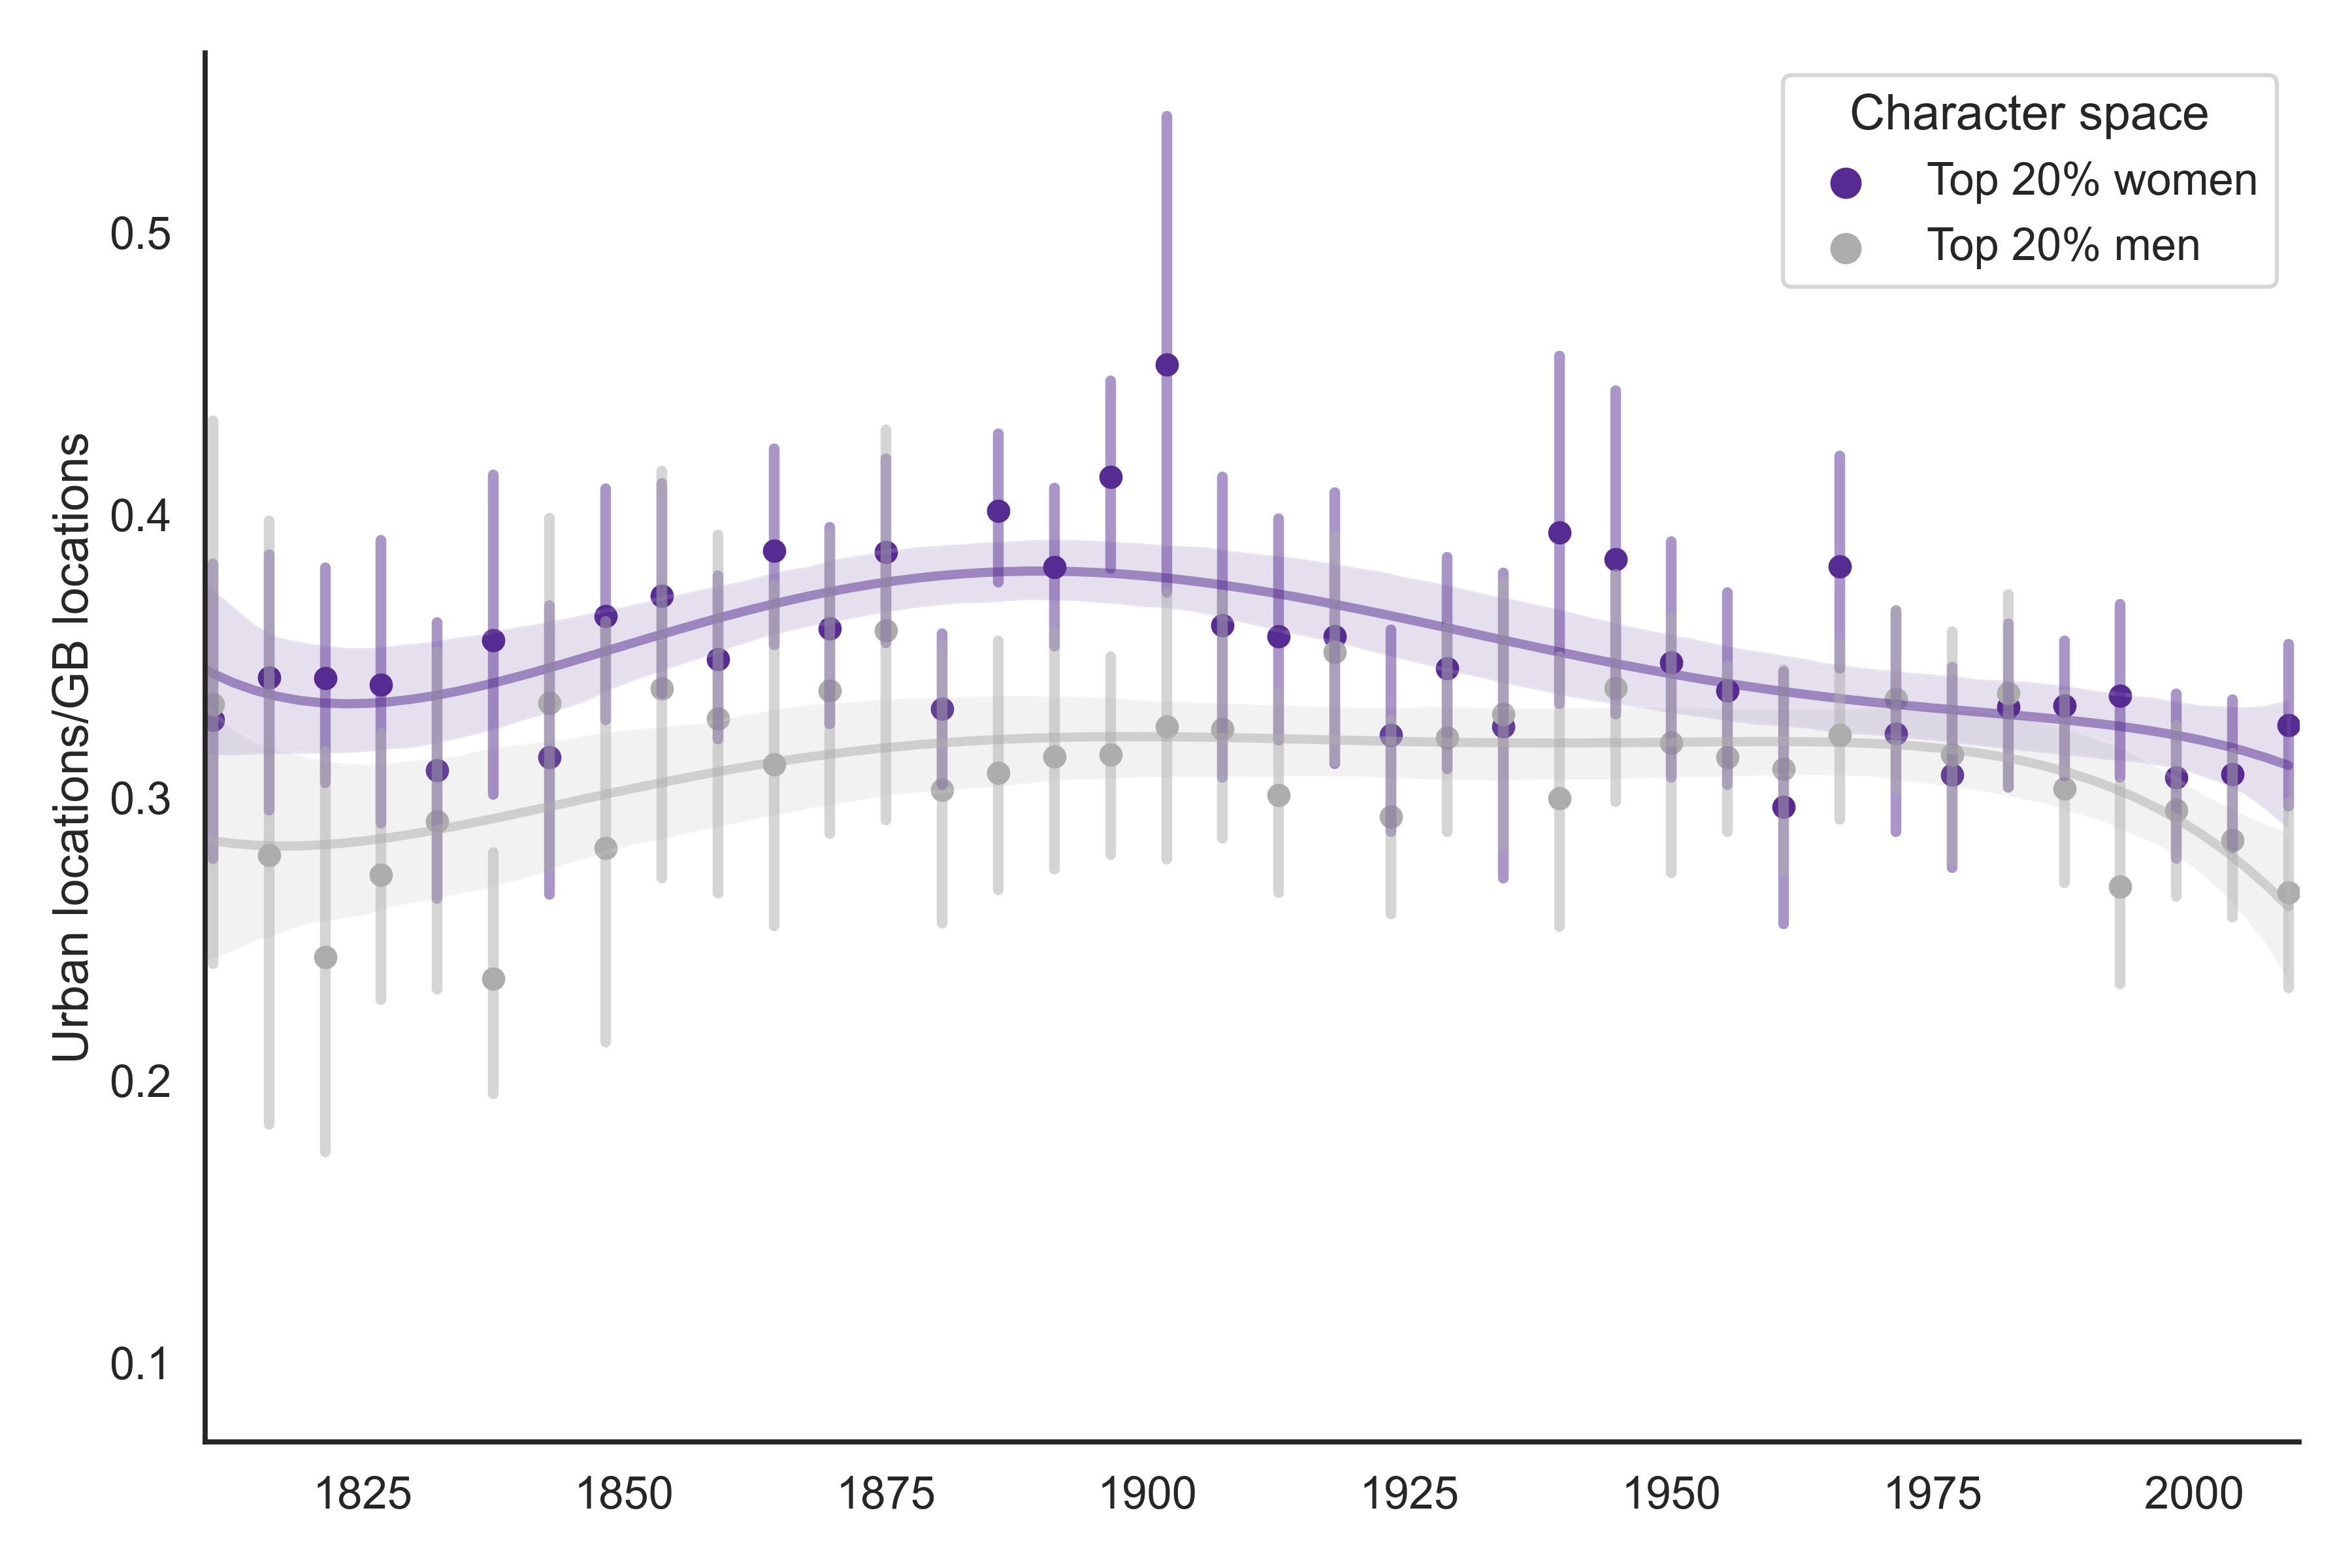 Character space
Top 20% women
Top 20% men
Urban locations/GB locations
0.5
0.4
0.3
0.2
0.1
1825 1850 1875 1900 1925 1950 1975 2000